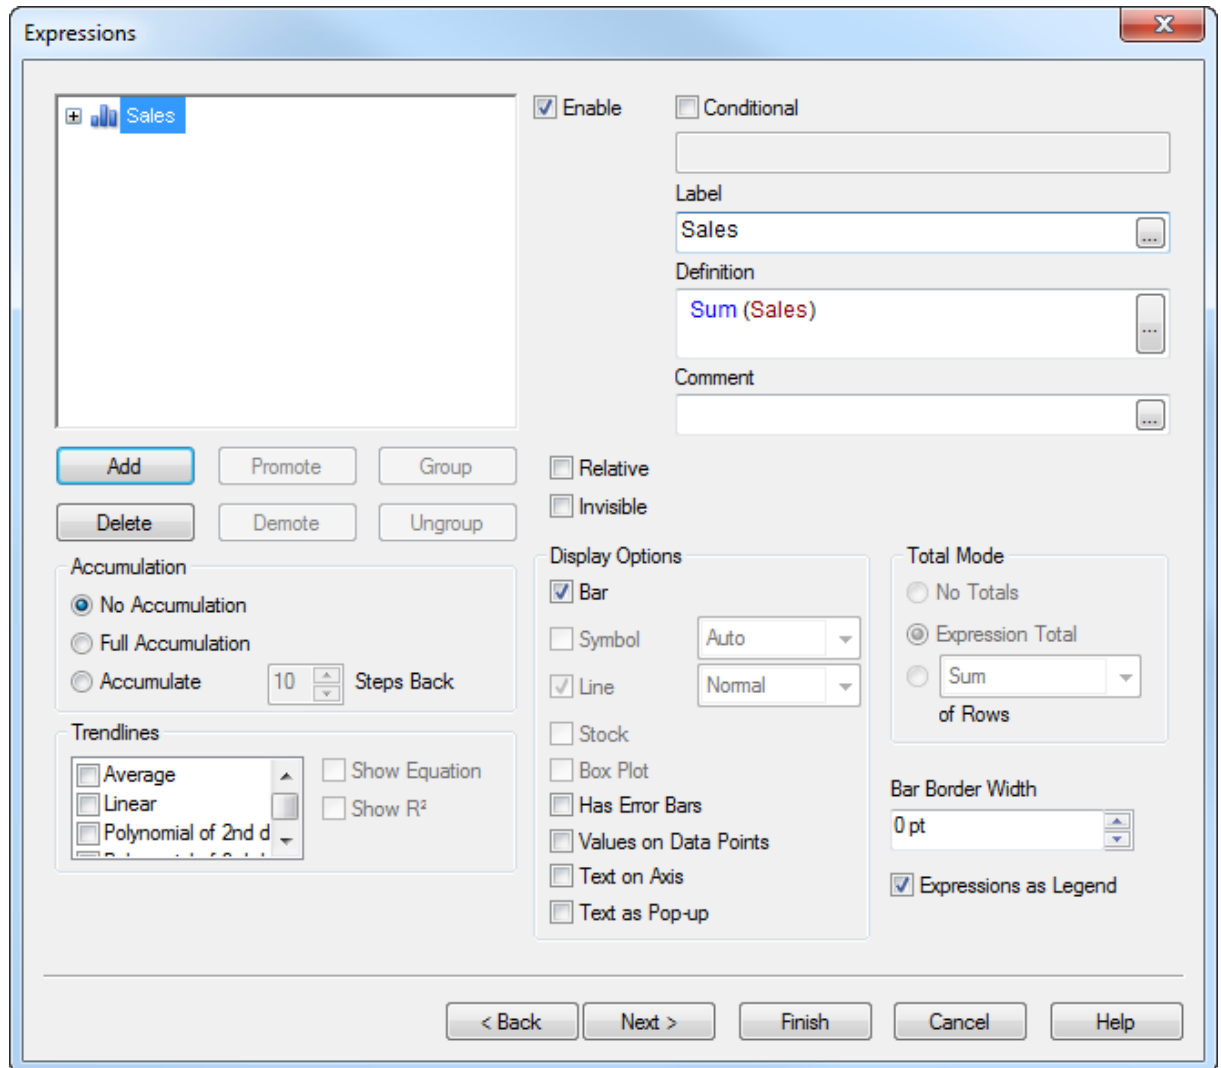 Expressions
Sales
Enable
Conditional
Label
Sales
...
Definition
Sum (Sales)
...
Comment
...
Add
Promote
Group
Delete
Demote
Ungroup
Relative
Invisible
Accumulation
No Accumulation
Full Accumulation
Accumulate
10
Steps Back
Trendlines
Average
Linear
Polynomial of 2nd d
Show Equation
Show R²
Display Options
Bar
Symbol
Auto
Line
Normal
Stock
Box Plot
Has Error Bars
Values on Data Points
Text on Axis
Text as Pop-up
Total Mode
No Totals
Expression Total
Sum
of Rows
Bar Border Width
0 pt
Expressions as Legend
< Back
Next >
Finish
Cancel
Help